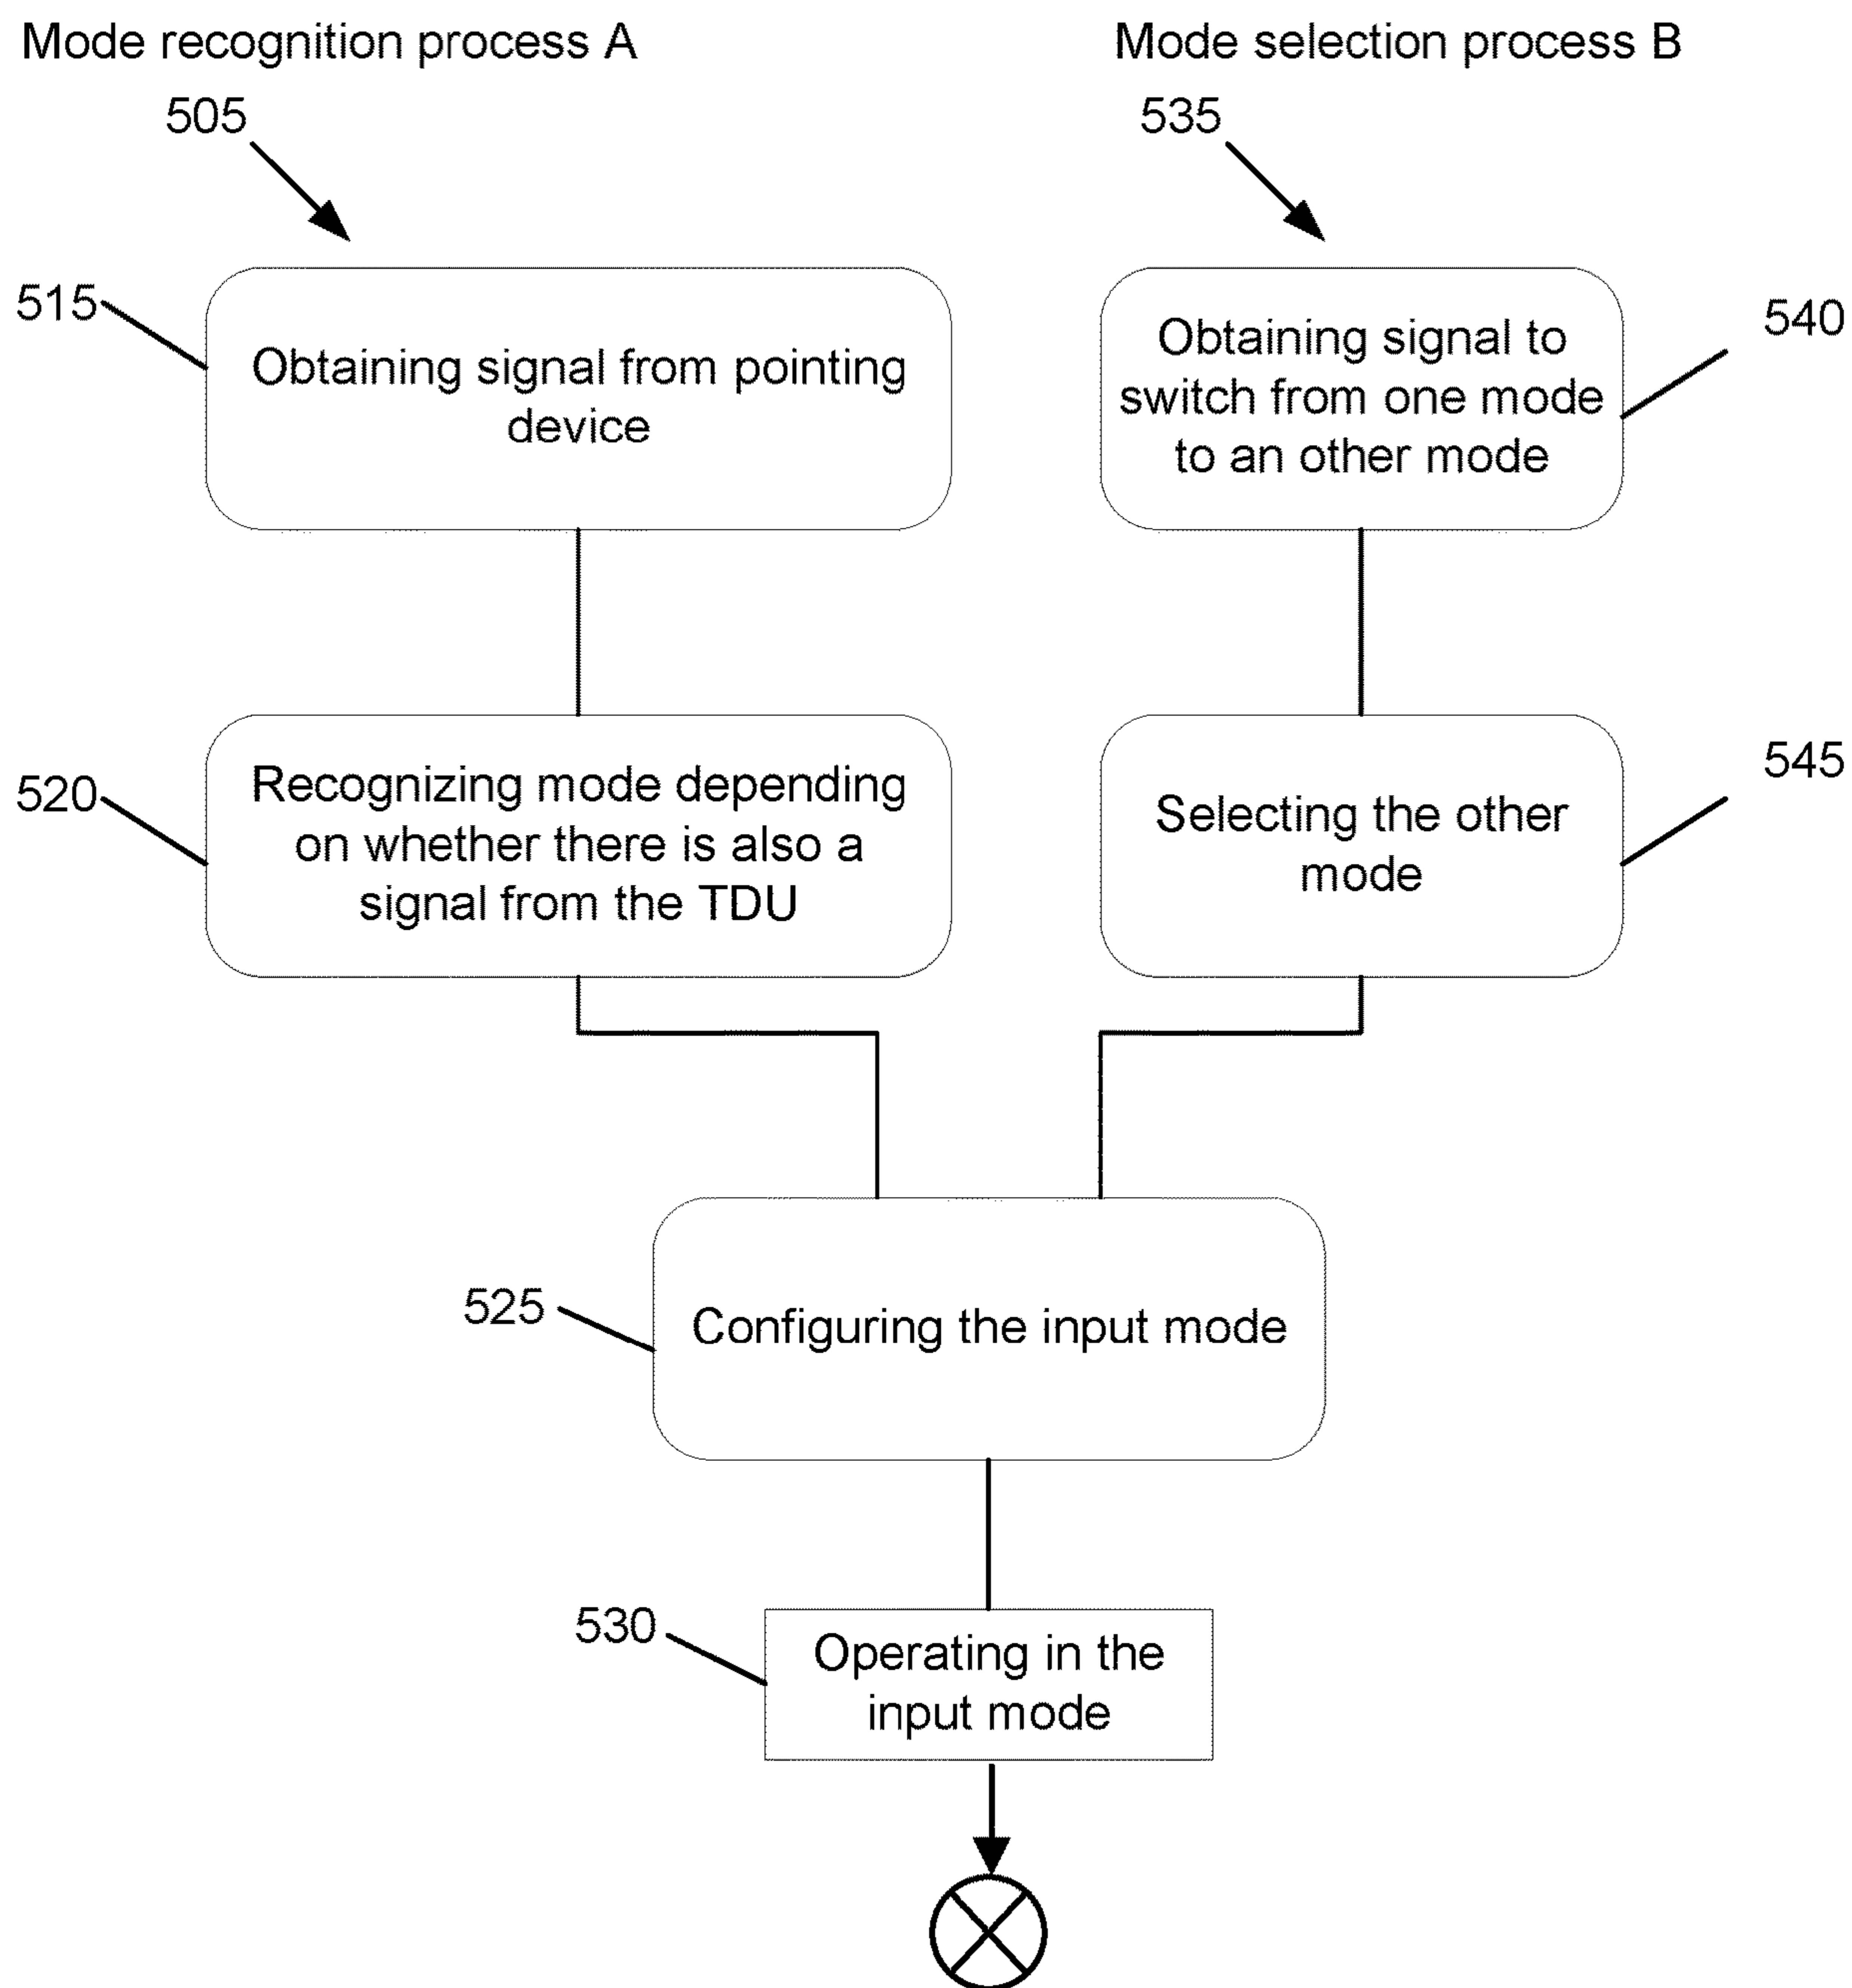 Mode recognition process A
505
Mode selection process B
535
515
Obtaining signal from pointing
device
540
Obtaining signal to
switch from one mode
to an other mode
520
Recognizing mode depending
on whether there is also a
signal from the TDU
545
Selecting the other
mode
525
Configuring the input mode
530
Operating in the
input mode